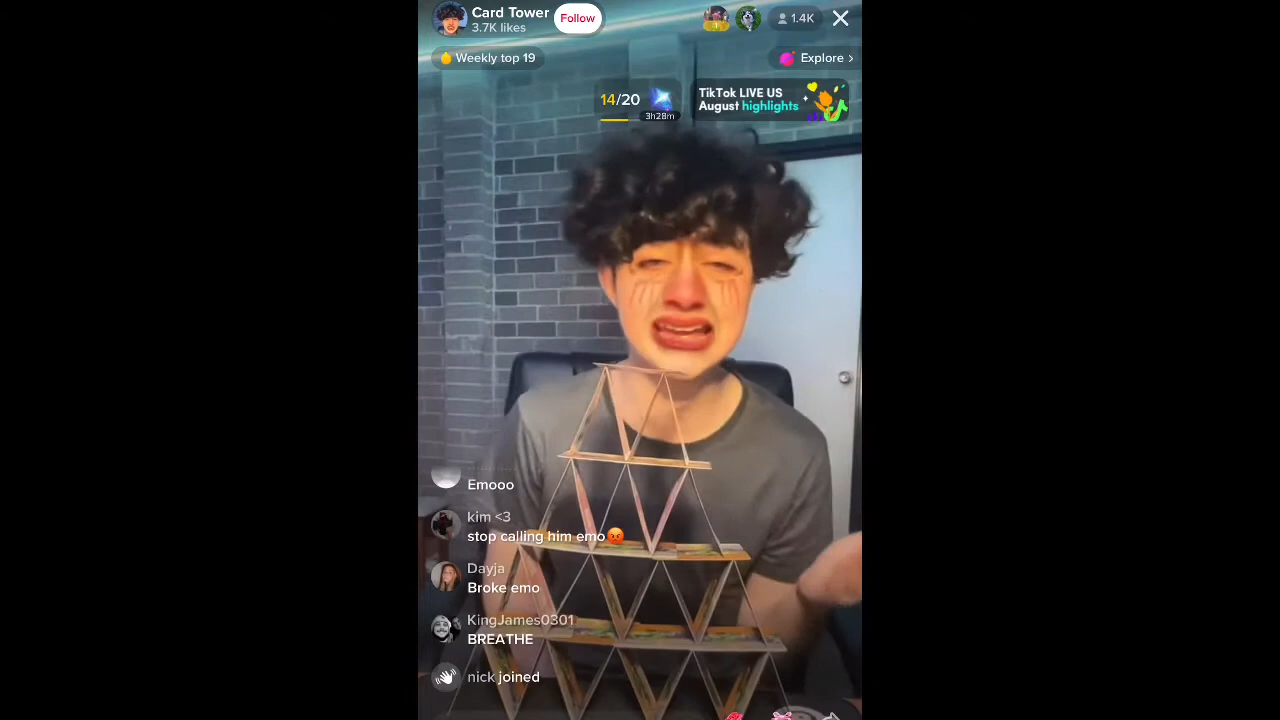 Card Tower
3.7K likes
Follow
1
1.4K
Weekly top 19
Explore
14/20
3h28m
TikTok LIVE US
August highlights
Emooo
kim <3
stop calling him emo😡
Dayja
Broke emo
KingJames0301
BREATHE
nick joined